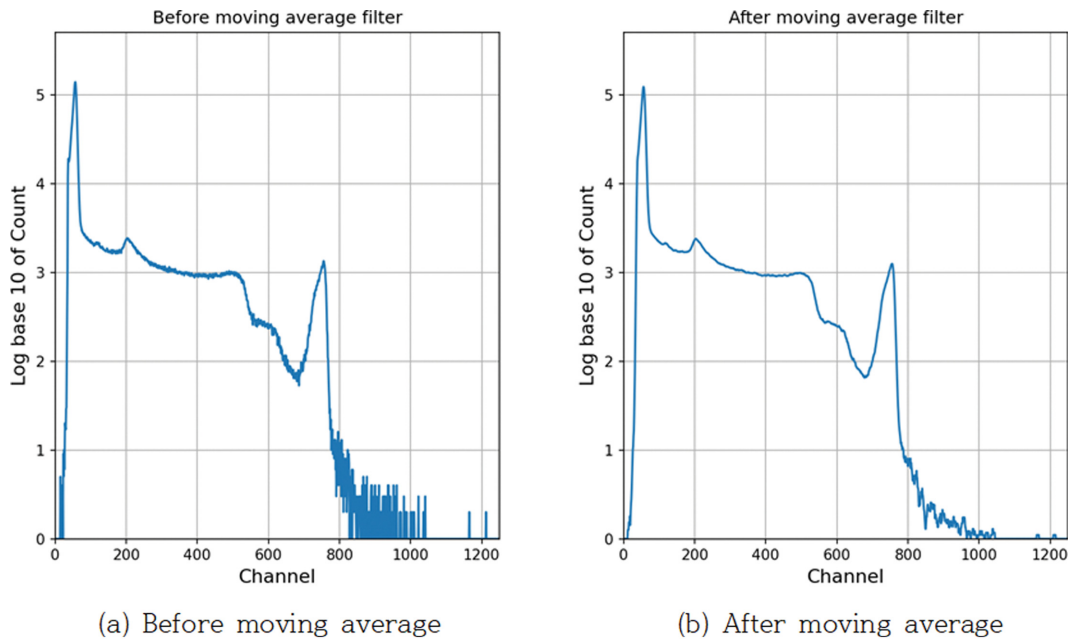 Before moving average filter
Log base 10 of Count
5
4
3
2
1
0
0 200 400 600 800 1000 1200
Channel
(a) Before moving average
After moving average filter
Log base 10 of Count
5
4
3
2
1
0
0 200 400 600 800 1000 1200
Channel
(b) After moving average